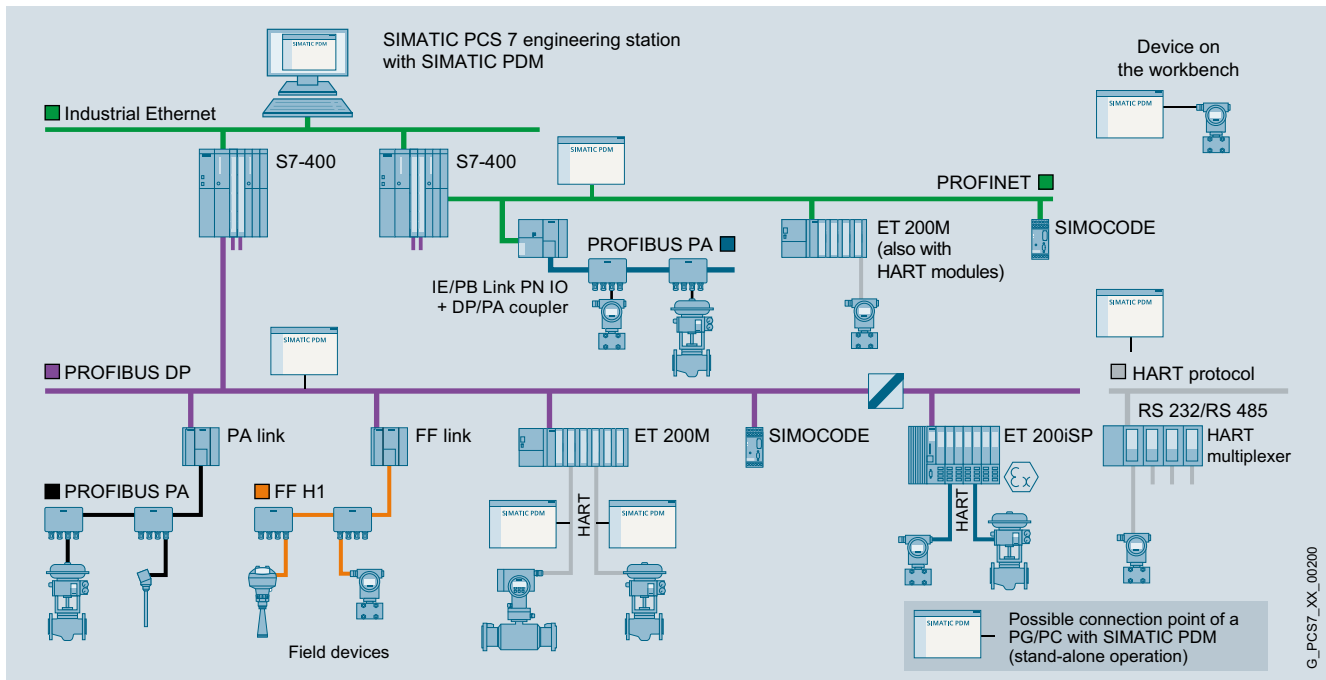 SIMATIC PDM
SIMATIC PCS 7 engineering station
with SIMATIC PDM
Device on
the workbench
SIMATIC PDM
Industrial Ethernet
S7-400
S7-400
SIMATIC PDM
PROFINET
PROFIBUS PA
ET 200M
(also with
HART modules)
SIMOCODE
IE/PB Link PN IO
+ DP/PA coupler
SIMATIC PDM
SIMATIC PDM
PROFIBUS DP
HART protocol
PA link
FF link
ET 200M
SIMOCODE
ET 200iSP
RS 232/RS 485
HART
multiplexer
Ex
PROFIBUS PA
FF H1
SIMATIC PDM
HART
SIMATIC PDM
HART
Field devices
SIMATIC PDM
Possible connection point of a
PG/PC with SIMATIC PDM
(stand-alone operation)
G_PCS7_XX_00200